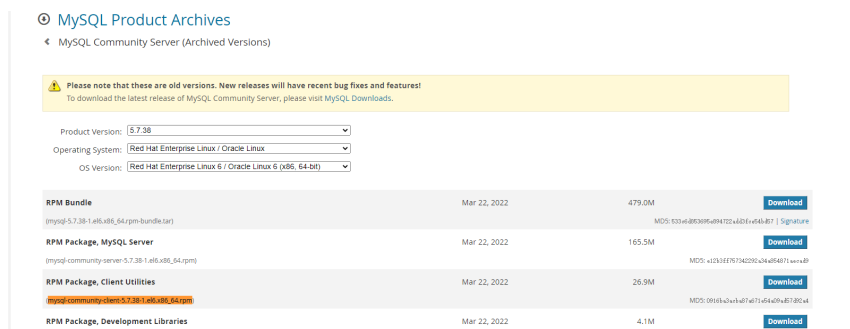 MySQL Product Archives
MySQL Community Server (Archived Versions)
Please note that these are old versions. New releases will have recent bug fixes and features!
To download the latest release of MySQL Community Server, please visit MySQL Downloads.
Product Version: 5.7.38
Operating System: Red Hat Enterprise Linux / Oracle Linux
OS Version: Red Hat Enterprise Linux 6 / Oracle Linux 6 (x86, 64-bit)
RPM Bundle Mar 22, 2022 479.0M Download
(mysql-5.7.38-1.el6.x86_64.rpm-bundle.tar) MD5: | Signature
RPM Package, MySQL Server Mar 22, 2022 165.5M Download
(mysql-community-server-5.7.38-1.el6.x86_64.rpm) MD5:
RPM Package, Client Utilities Mar 22, 2022 26.9M Download
(mysql-community-client-5.7.38-1.el6.x86_64.rpm) MD5:
RPM Package, Development Libraries Mar 22, 2022 4.1M Download